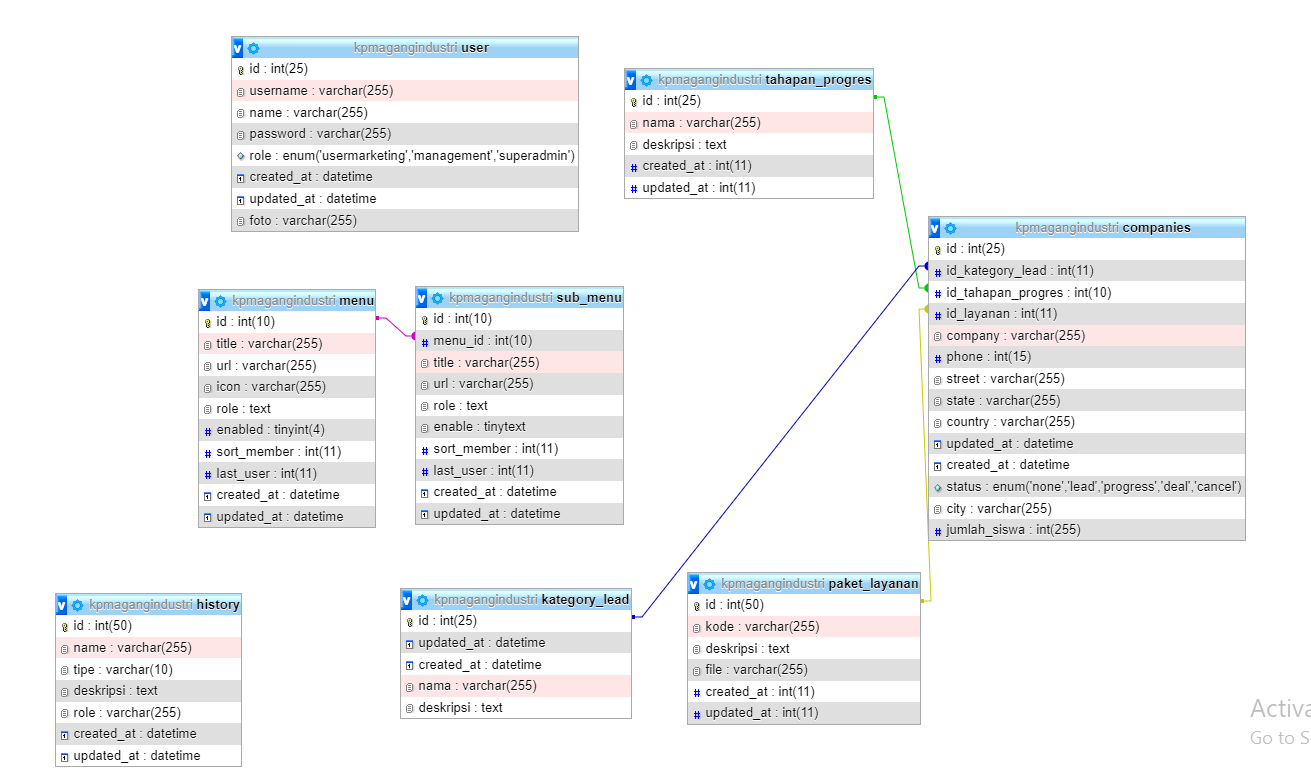 kpmagangindustri user
id : int(25)
username : varchar(255)
name : varchar(255)
password : varchar(255)
role : enum('usermarketing','management','superadmin')
created_at : datetime
updated_at : datetime
foto : varchar(255)
kpmagangindustri tahapan_progres
id : int(25)
nama : varchar(255)
deskripsi : text
created_at : int(11)
updated_at : int(11)
kpmagangindustri companies
id : int(25)
id_kategory_lead : int(11)
id_tahapan_progres : int(10)
id_layanan : int(11)
company : varchar(255)
phone : int(15)
street : varchar(255)
state : varchar(255)
country : varchar(255)
updated_at : datetime
created_at : datetime
status : enum('none','lead','progress','deal','cancel')
city : varchar(255)
jumlah_siswa : int(255)
kpmagangindustri menu
id : int(10)
title : varchar(255)
url : varchar(255)
icon : varchar(255)
role : text
enabled : tinyint(4)
sort_member : int(11)
last_user : int(11)
created_at : datetime
updated_at : datetime
kpmagangindustri sub_menu
id : int(10)
menu_id : int(10)
title : varchar(255)
url : varchar(255)
role : text
enable : tinytext
sort_member : int(11)
last_user : int(11)
created_at : datetime
updated_at : datetime
kpmagangindustri history
id : int(50)
name : varchar(255)
tipe : varchar(10)
deskripsi : text
role : varchar(255)
created_at : datetime
updated_at : datetime
kpmagangindustri kategory_lead
id : int(25)
updated_at : datetime
created_at : datetime
nama : varchar(255)
deskripsi : text
kpmagangindustri paket_layanan
id : int(50)
kode : varchar(255)
deskripsi : text
file : varchar(255)
created_at : int(11)
updated_at : int(11)
Activa
Go to S